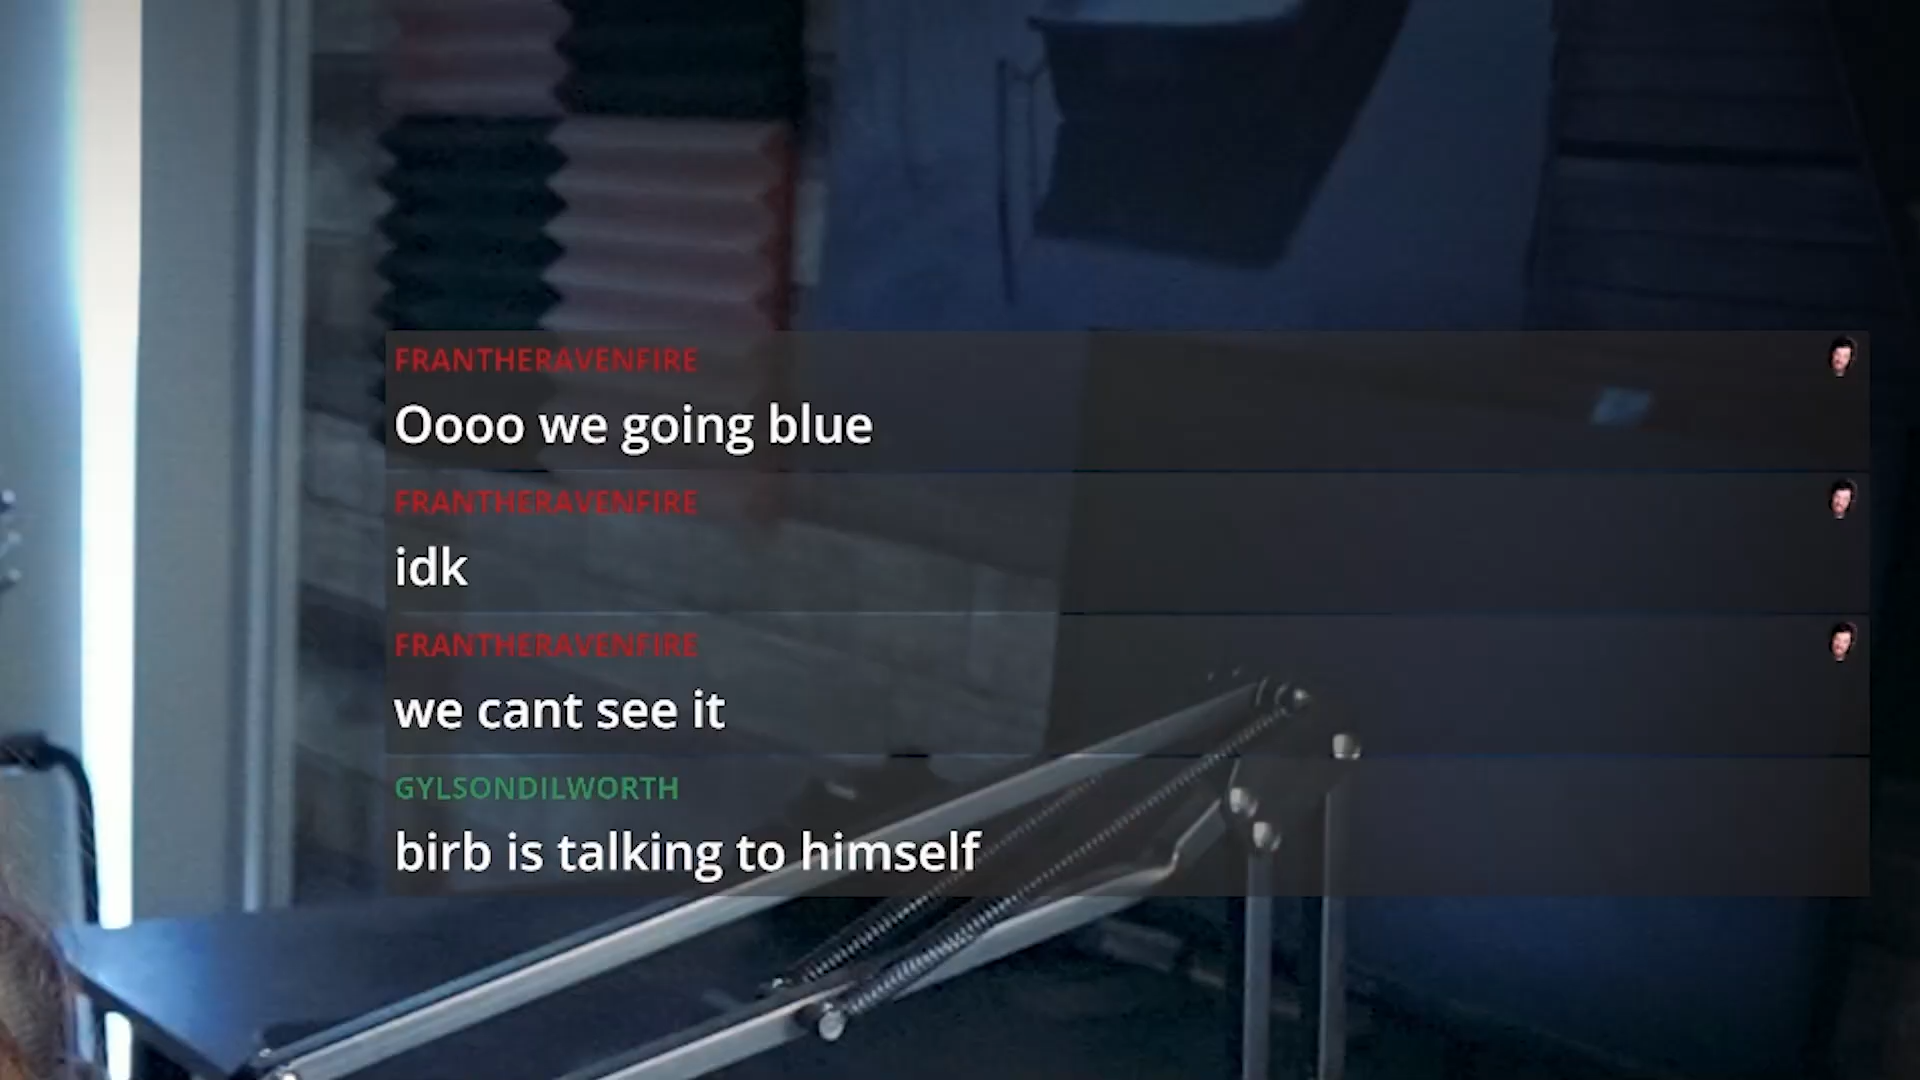 FRANTHERAVENFIRE
Oooo we going blue
FRANTHERAVENFIRE
idk
FRANTHERAVENFIRE
we cant see it
GYLSONDILWORTH
birb is talking to himself